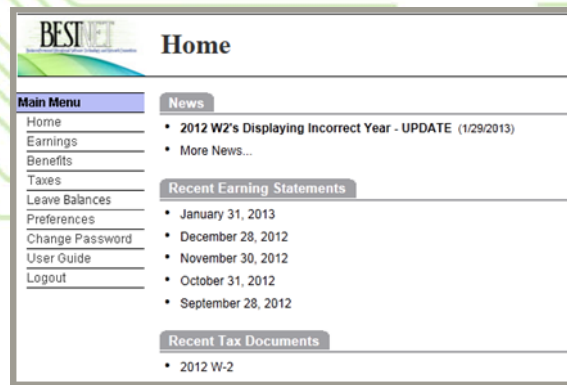 BESTNET
Home
Main Menu
Home
Earnings
Benefits
Taxes
Leave Balances
Preferences
Change Password
User Guide
Logout
News
• 2012 W2's Displaying Incorrect Year - UPDATE (1/29/2013)
• More News...
Recent Earning Statements
• January 31, 2013
• December 28, 2012
• November 30, 2012
• October 31, 2012
• September 28, 2012
Recent Tax Documents
• 2012 W-2